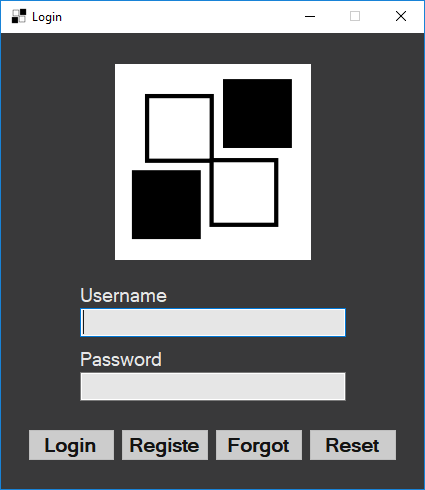 Login
Username
Password
Login Registe Forgot Reset